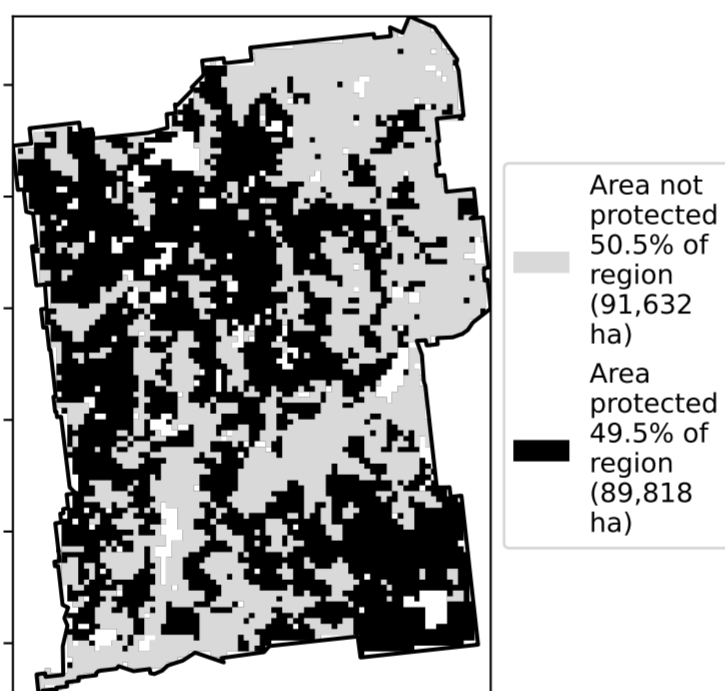 Area not
protected
50.5% of
region
(91,632
ha)
Area
protected
49.5% of
region
(89,818
ha)